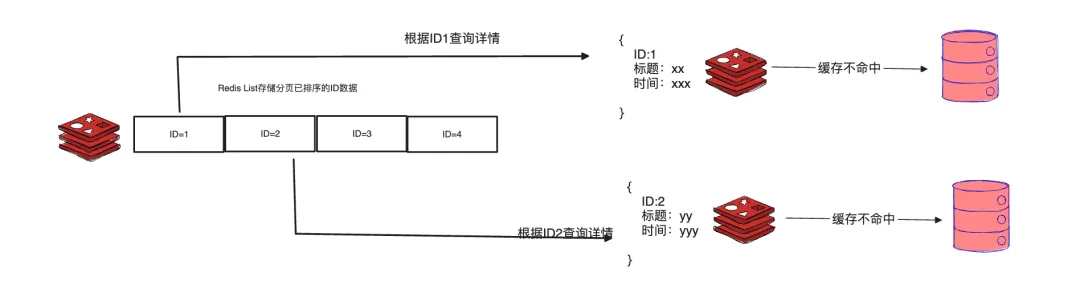 根据ID1查询详情
{
ID:1
标题：xx
时间：xxx
}
缓存不命中
Redis List存储分页已排序的ID数据
ID=1
ID=2
ID=3
ID=4
{
ID:2
标题：yy
时间：yyy
}
缓存不命中
根据ID2查询详情